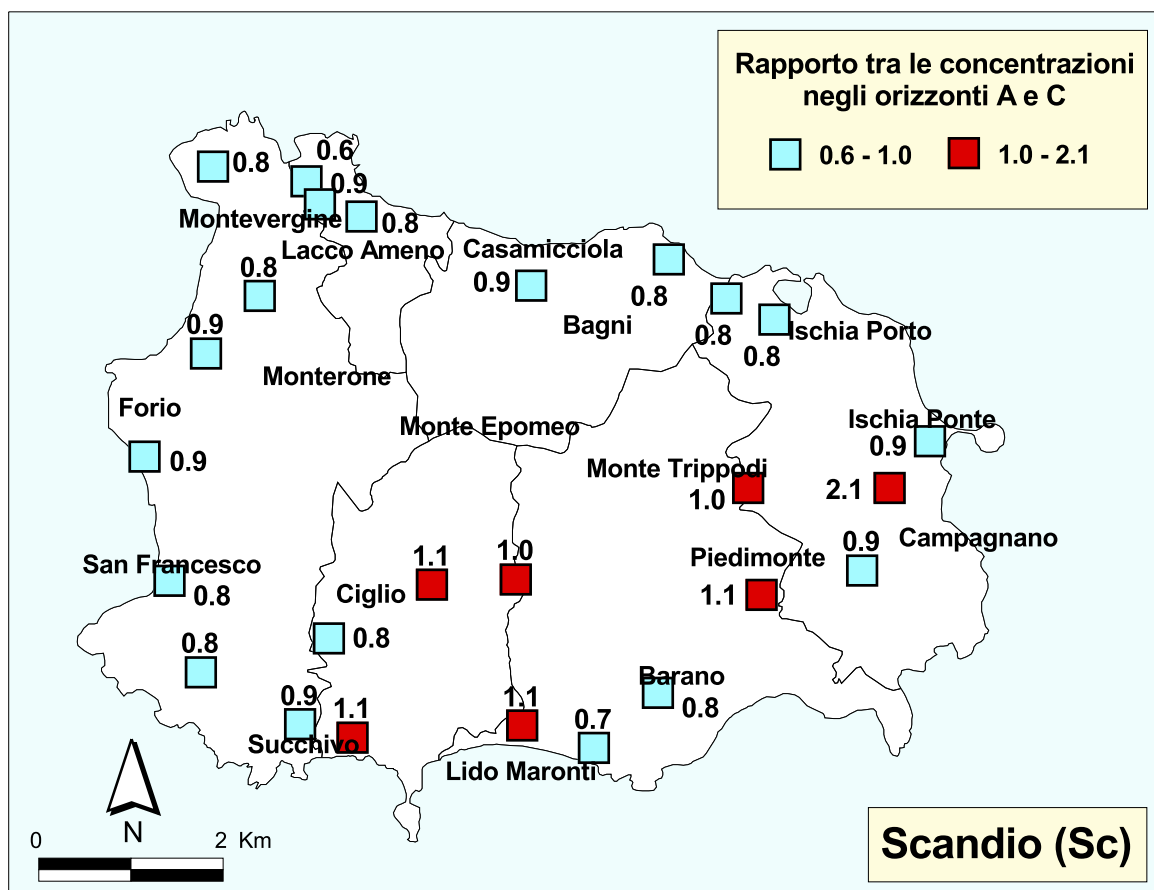 Rapporto tra le concentrazioni
negli orizzonti A e C
0.6 - 1.0
1.0 - 2.1
0.8
0.6
0.9
0.8
Montevergine
Lacco Ameno
Casamicciola
0.9
0.8
0.8
Bagni
0.8
0.8
Ischia Porto
0.9
Monterone
Forio
0.9
Monte Epomeo
Ischia Ponte
0.9
Monte Trippodi
1.0
2.1
Campagnano
0.9
San Francesco
0.8
Ciglio
1.1
1.0
Piedimonte
1.1
0.8
0.8
Barano
0.8
0.9
1.1
Succhivo
1.1
0.7
Lido Maronti
N
0
2 Km
Scandio (Sc)